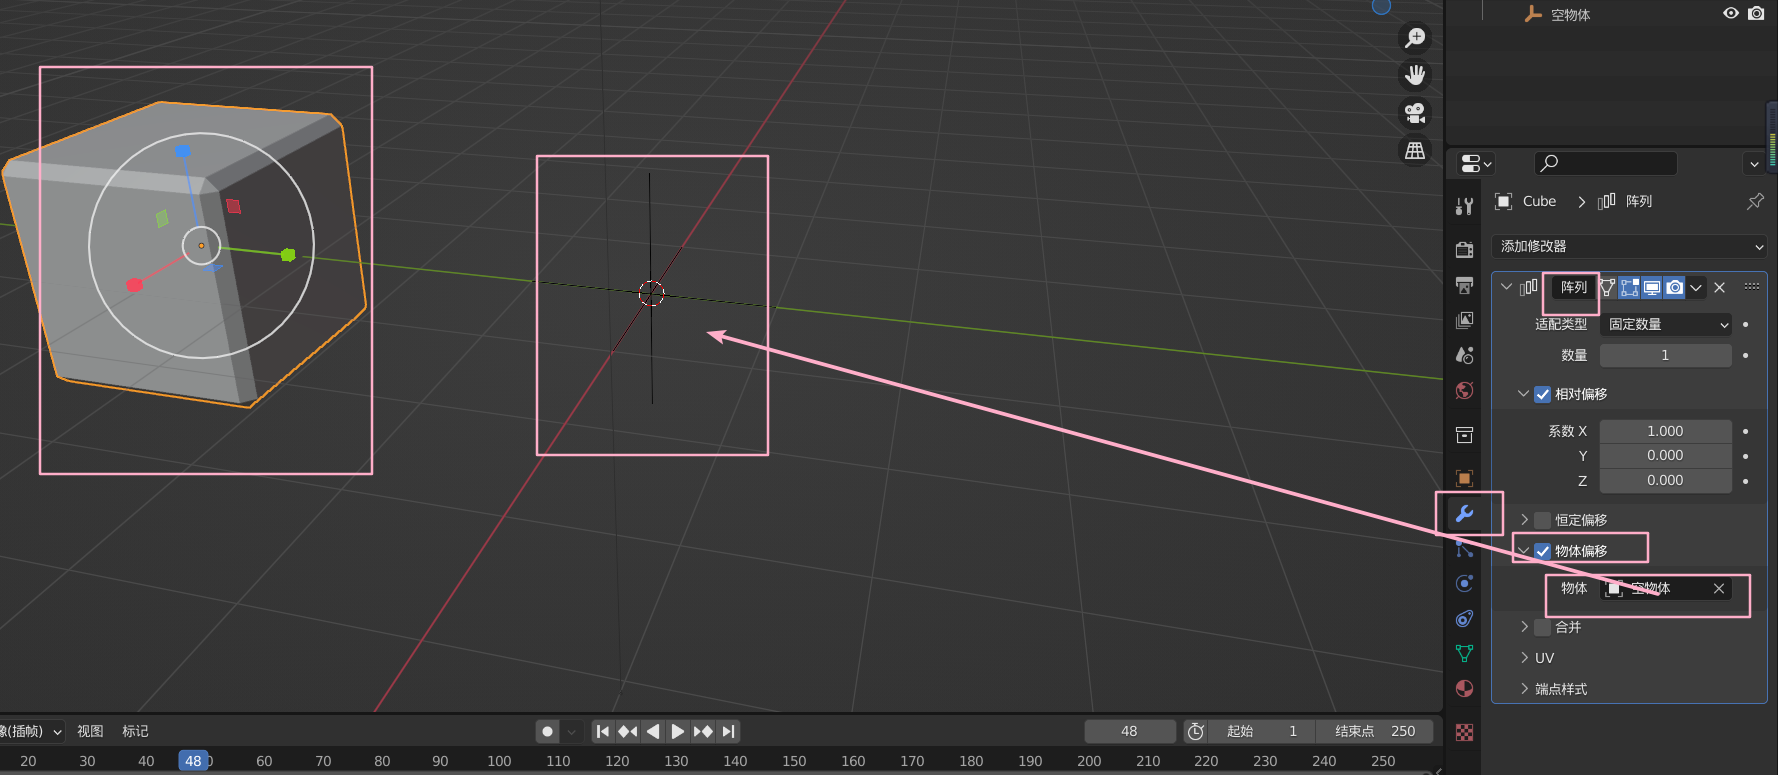 空物体
Cube
阵列
添加修改器
阵列
适配类型
固定数量
数量
1
相对偏移
系数 X
1.000
Y
0.000
Z
0.000
恒定偏移
物体偏移
物体
空物体
合并
UV
端点样式
(插帧)
视图
标记
48
起始
1
结束点
250
20
30
40
48
60
70
80
90
100
110
120
130
140
150
160
170
180
190
200
210
220
230
240
250